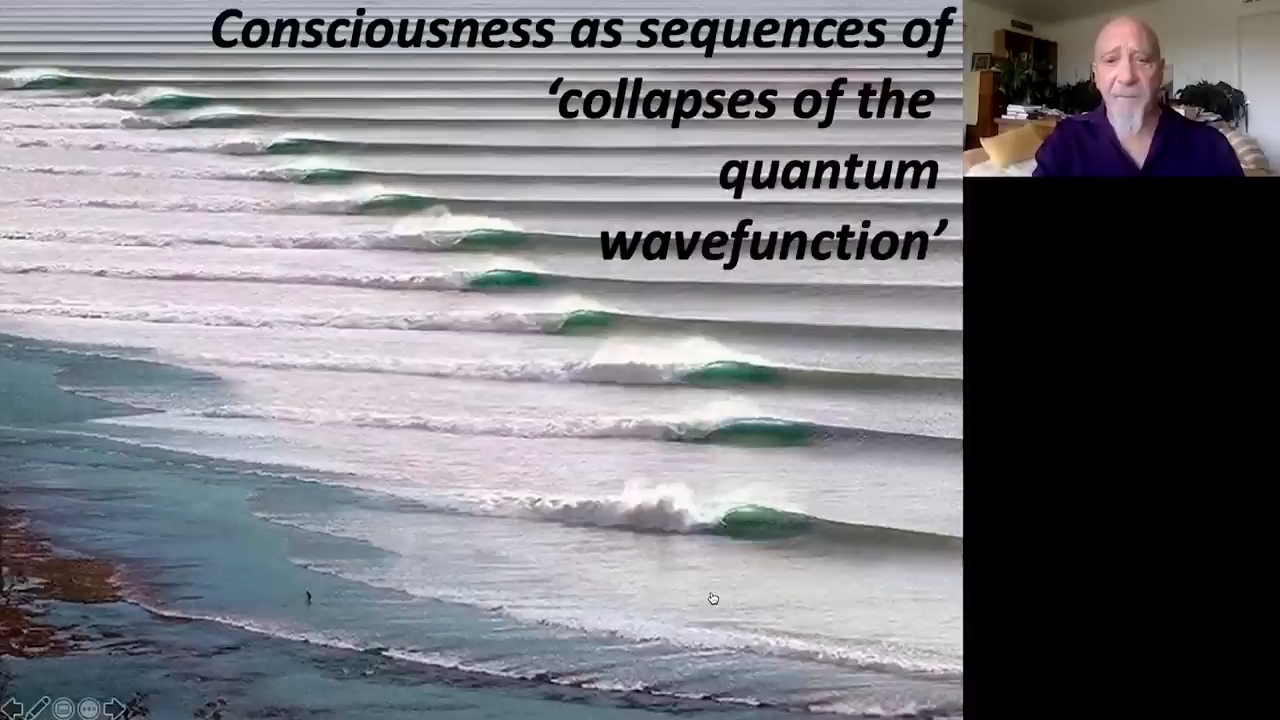 Consciousness as sequences of
‘collapses of the
quantum
wavefunction’